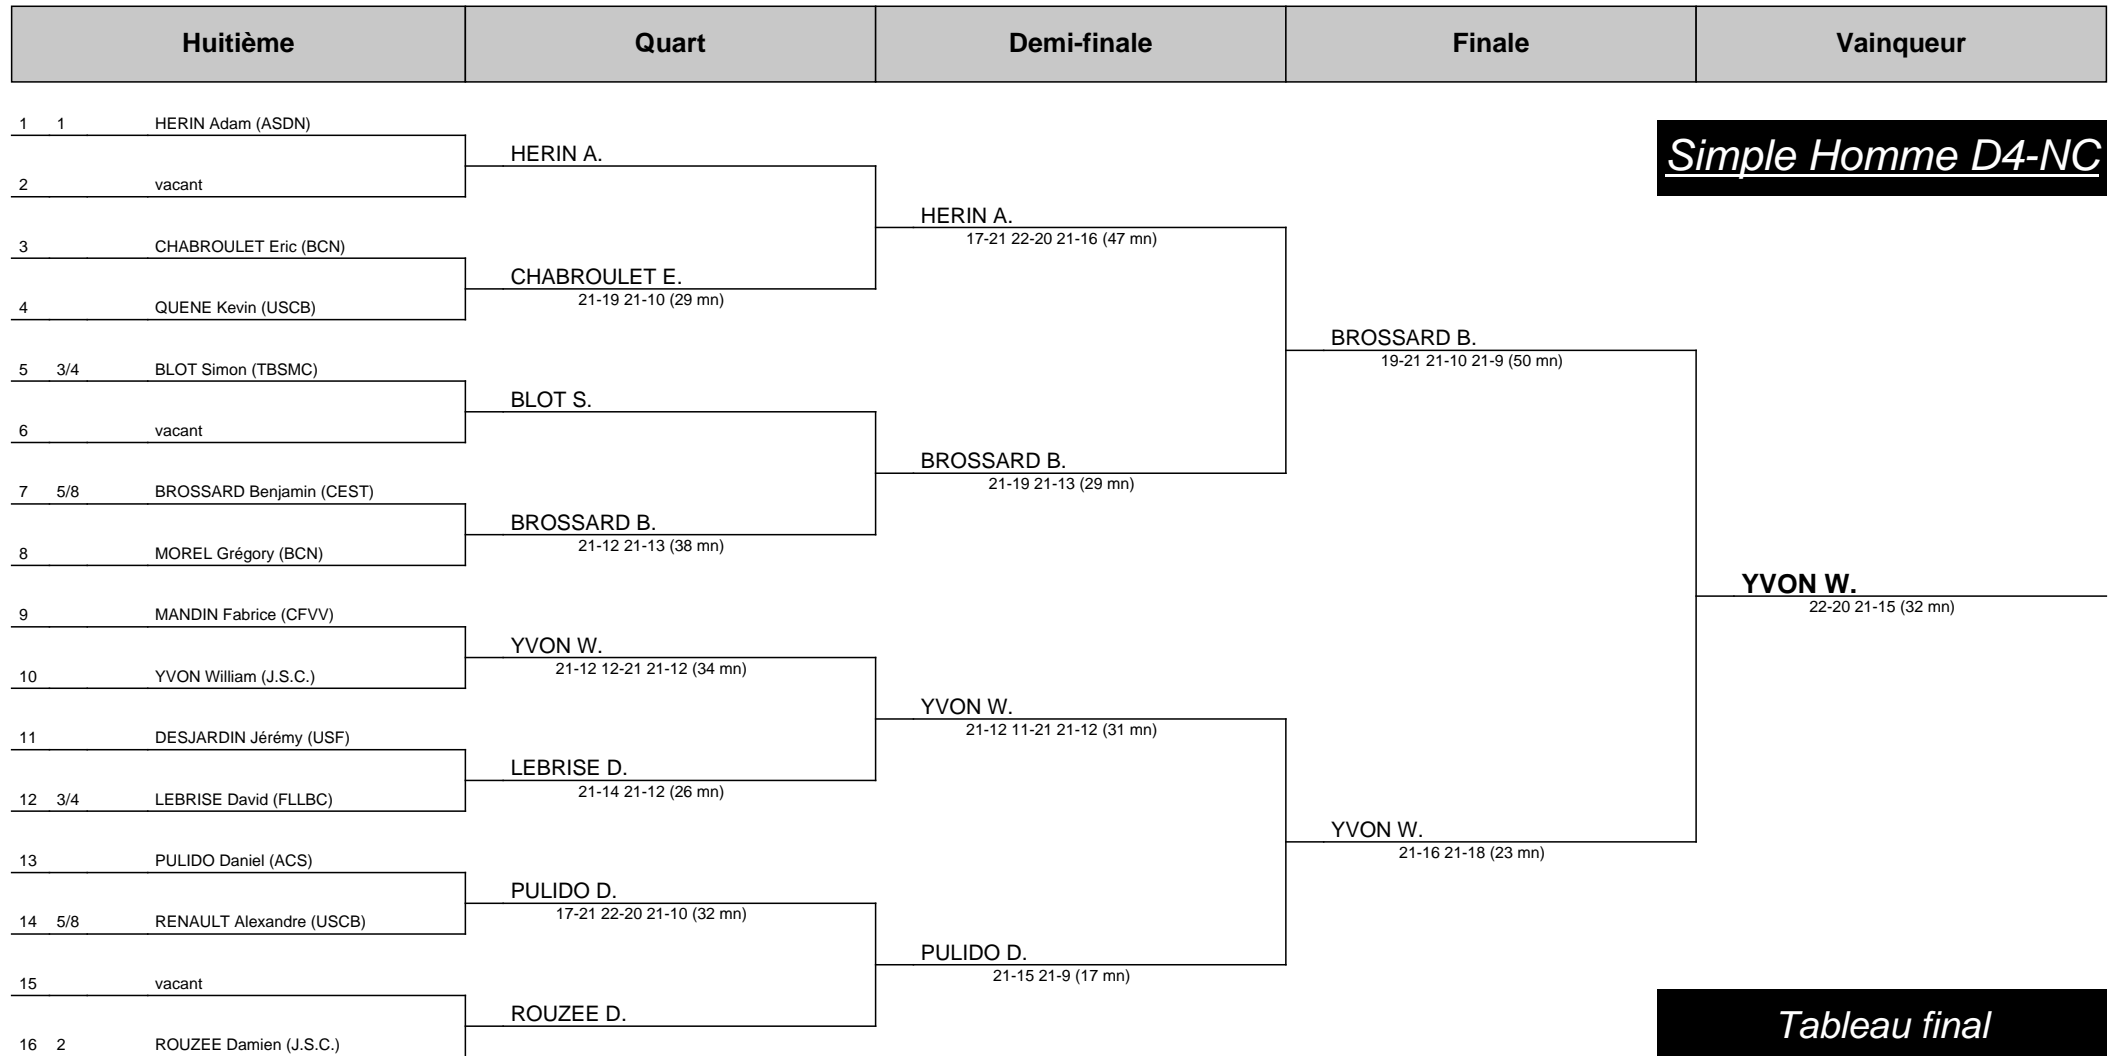 Huitième Quart Demi-finale Finale Vainqueur
1 1 HERIN Adam (ASDN)
Simple Homme D4-NC
HERIN A.
2 vacant
HERIN A.
17-21 22-20 21-16 (47 mn)
3 CHABROULET Eric (BCN)
CHABROULET E.
21-19 21-10 (29 mn)
4 QUENE Kevin (USCB)
BROSSARD B.
19-21 21-10 21-9 (50 mn)
5 3/4 BLOT Simon (TBSMC)
BLOT S.
6 vacant
BROSSARD B.
21-19 21-13 (29 mn)
7 5/8 BROSSARD Benjamin (CEST)
BROSSARD B.
21-12 21-13 (38 mn)
8 MOREL Grégory (BCN)
YVON W.
22-20 21-15 (32 mn)
9 MANDIN Fabrice (CFVV)
YVON W.
21-12 12-21 21-12 (34 mn)
10 YVON William (J.S.C.)
YVON W.
21-12 11-21 21-12 (31 mn)
11 DESJARDIN Jérémy (USF)
LEBRISE D.
21-14 21-12 (26 mn)
12 3/4 LEBRISE David (FLLBC)
YVON W.
21-16 21-18 (23 mn)
13 PULIDO Daniel (ACS)
PULIDO D.
17-21 22-20 21-10 (32 mn)
14 5/8 RENAULT Alexandre (USCB)
PULIDO D.
21-15 21-9 (17 mn)
15 vacant
ROUZEE D.
Tableau final
16 2 ROUZEE Damien (J.S.C.)